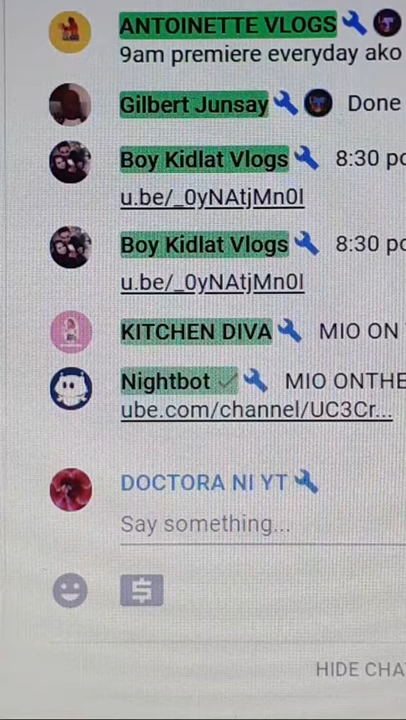 ANTOINETTE VLOGS
9am premiere everyday ako
Gilbert Junsay Done
Boy Kidlat Vlogs 8:30 po
u.be/_0yNAtjMn0I
Boy Kidlat Vlogs 8:30 po
u.be/_0yNAtjMn0I
KITCHEN DIVA MIO ON
Nightbot MIO ONTHE
ube.com/channel/UC3Cr...
DOCTORA NI YT
Say something...
HIDE CHA